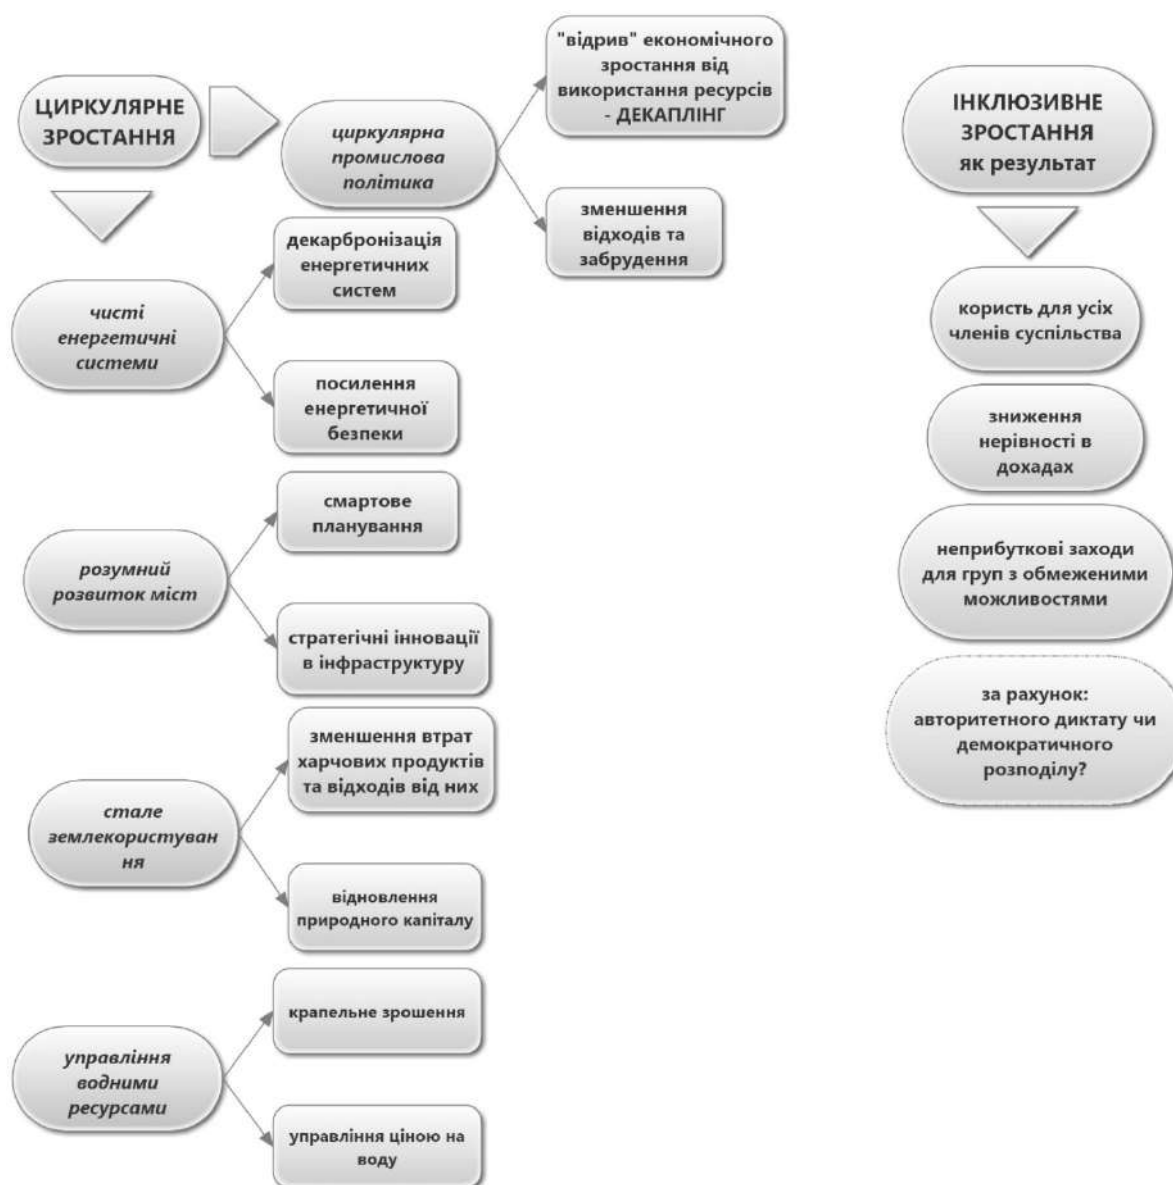 ЦИРКУЛЯРНЕ
ЗРОСТАННЯ
циркулярна
промислова
політика
"відрив" економічного
зростання від
використання ресурсів
- ДЕКАПЛІНГ
зменшення
відходів та
забрудення
чисті
енергетичні
системи
декарбронізація
енергетичних
систем
посилення
енергетичної
безпеки
розумний
розвиток міст
смартове
планування
стратегічні інновації
в інфраструктуру
стале
землекористуван
ня
зменшення втрат
харчових продуктів
та відходів від них
відновлення
природного капіталу
управління
водними
ресурсами
крапельне зрошення
управління ціною на
воду
ІНКЛЮЗИВНЕ
ЗРОСТАННЯ
як результат
користь для усіх
членів суспільства
зниження
нерівності в
доходах
неприбуткові заходи
для груп з обмеженими
можливостями
за рахунок:
авторитетного диктату чи
демократичного
розподілу?